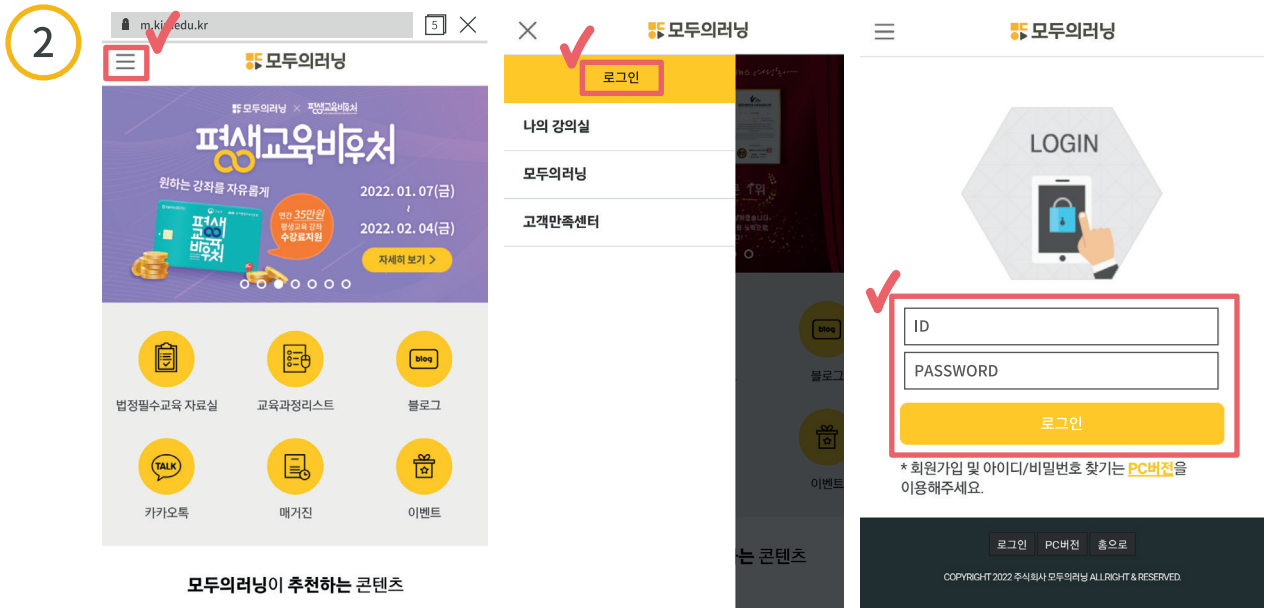 2
m.kiraedu.kr
5
모두의러닝
모두의러닝 × 평생교육바우처
평생교육바우처
원하는 강좌를 자유롭게
연간 35만원
평생교육 강좌
수강료지원
평생
교육
바우처
2022. 01. 07(금)
~
2022. 02. 04(금)
자세히 보기 >
blog
법정필수교육 자료실
교육과정리스트
블로그
TALK
카카오톡
매거진
이벤트
모두의러닝이 추천하는 콘텐츠
모두의러닝
로그인
나의 강의실
모두의러닝
고객만족센터
blog
블로그
이벤트
는 콘텐츠
모두의러닝
LOGIN
ID
PASSWORD
로그인
* 회원가입 및 아이디/비밀번호 찾기는 PC버전을
이용해주세요.
로그인
PC버전
홈으로
COPYRIGHT 2022 주식회사 모두의러닝 ALLRIGHT & RESERVED.